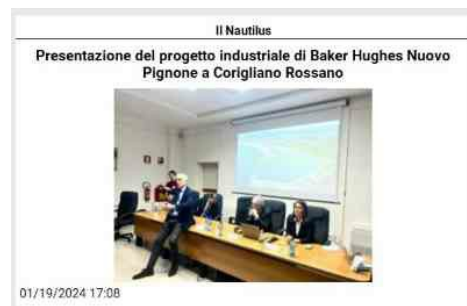 Il Nautilus
Presentazione del progetto industriale di Baker Hughes Nuovo
Pignone a Corigliano Rossano
01/19/2024 17:08